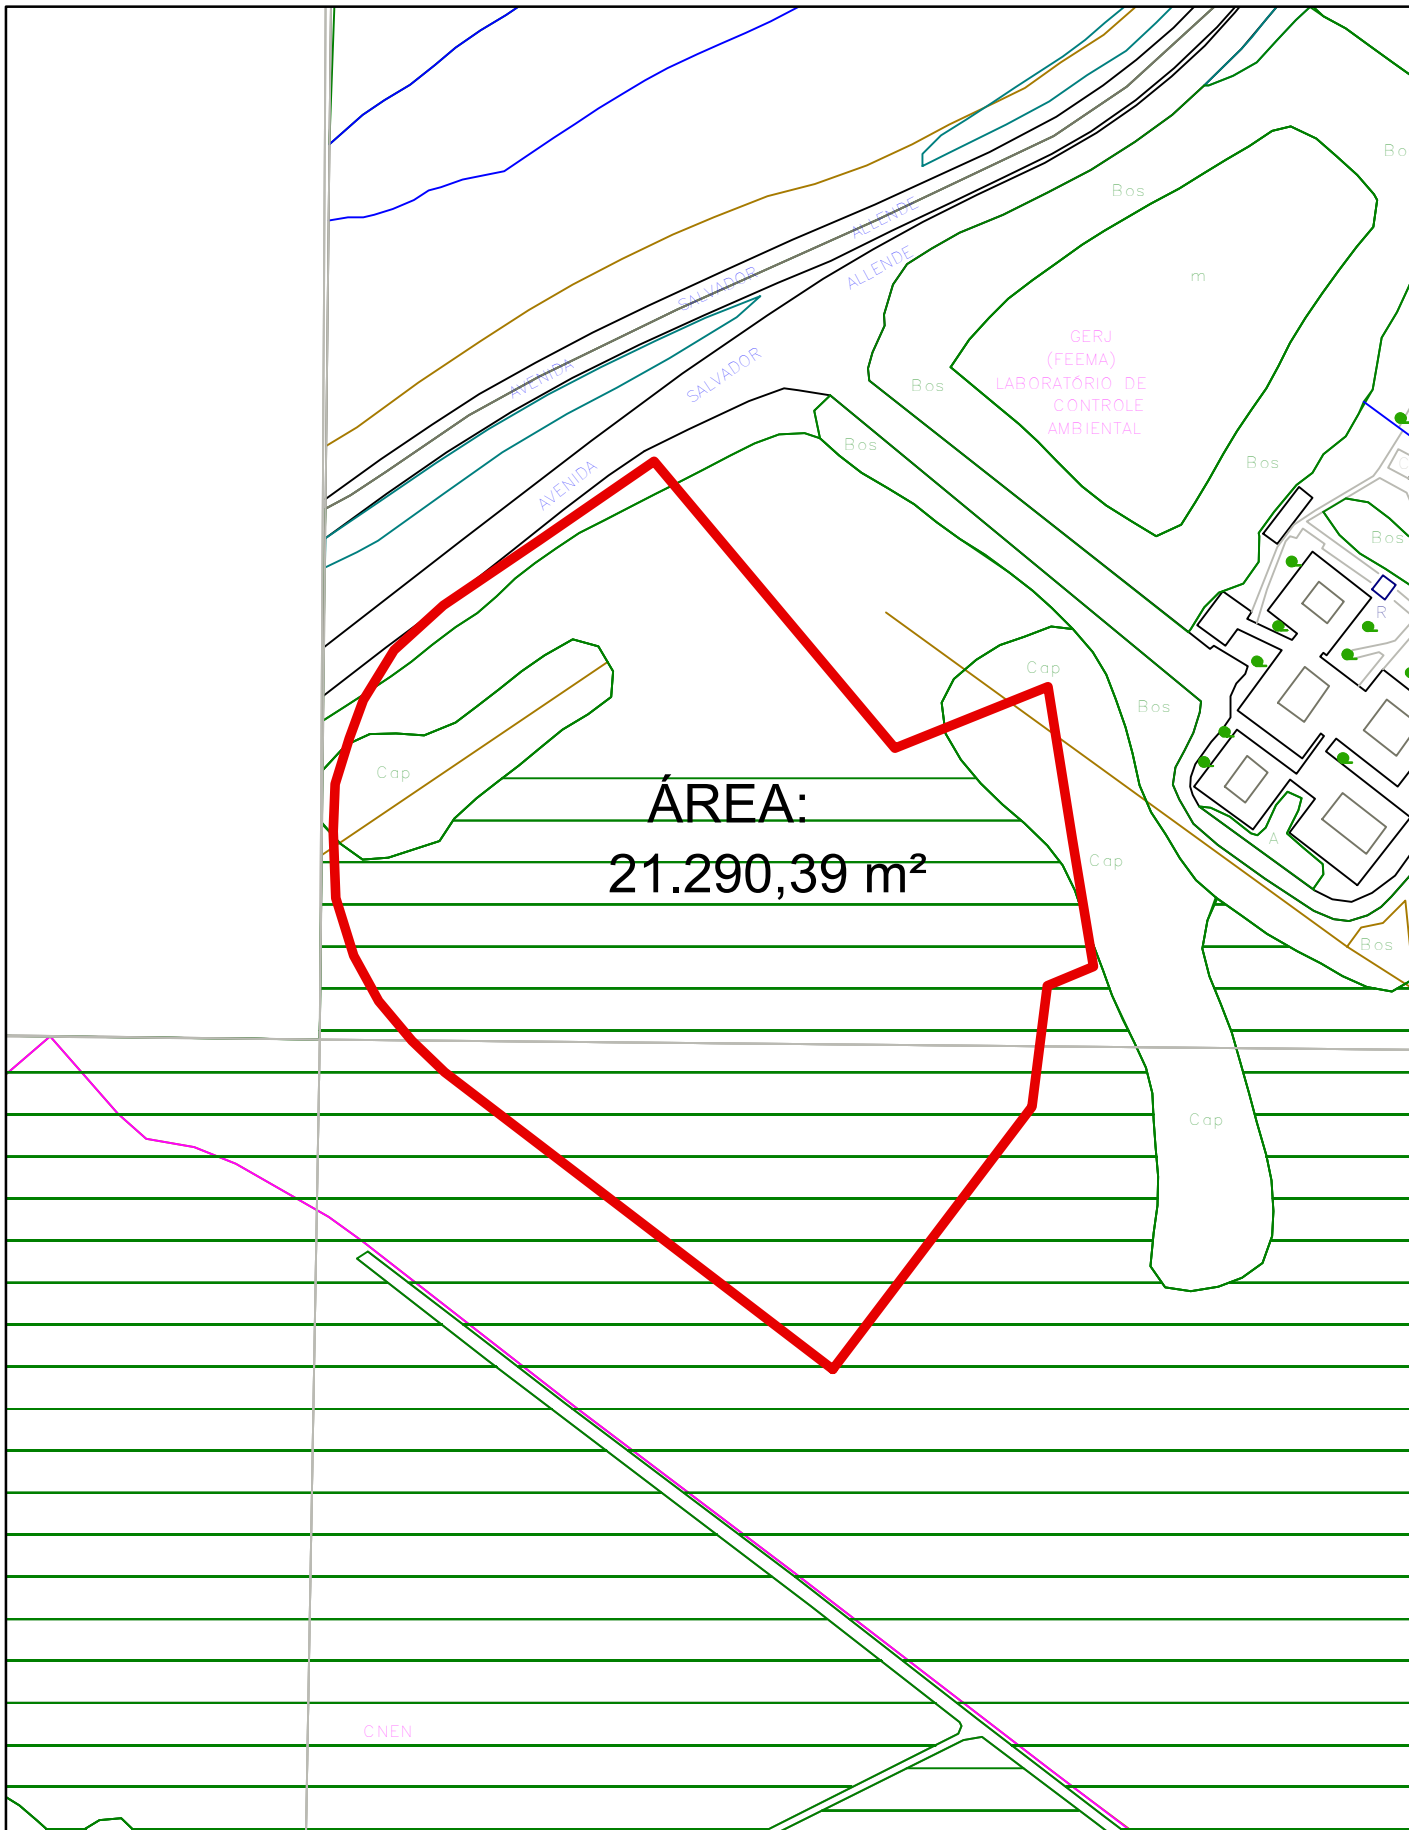 Bo
Bos
ALLENDE
ALLENDE
SALVADOR
m
GERJ
(FEEMA)
LABORATÓRIO DE
CONTROLE
AMBIENTAL
SALVADOR
AVENIDA
Bos
Bos
Bos
AVENIDA
Bos
R
Cap
Bos
Cap
ÁREA:
21.290,39 m²
A
Cap
Bos
Cap
CNEN